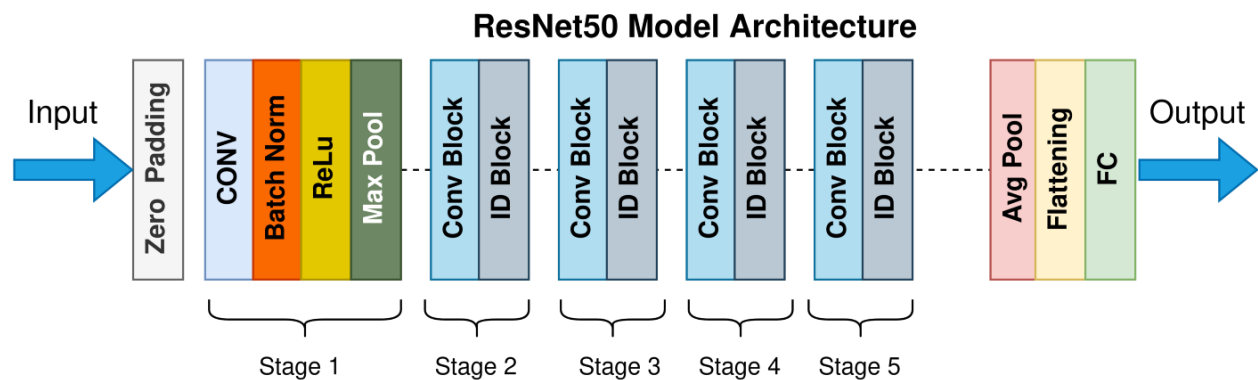 ResNet50 Model Architecture
Input
Zero Padding
CONV
Batch Norm
ReLu
Max Pool
Conv Block
ID Block
Conv Block
ID Block
Conv Block
ID Block
Conv Block
ID Block
Avg Pool
Flattening
FC
Output
Stage 1
Stage 2
Stage 3
Stage 4
Stage 5